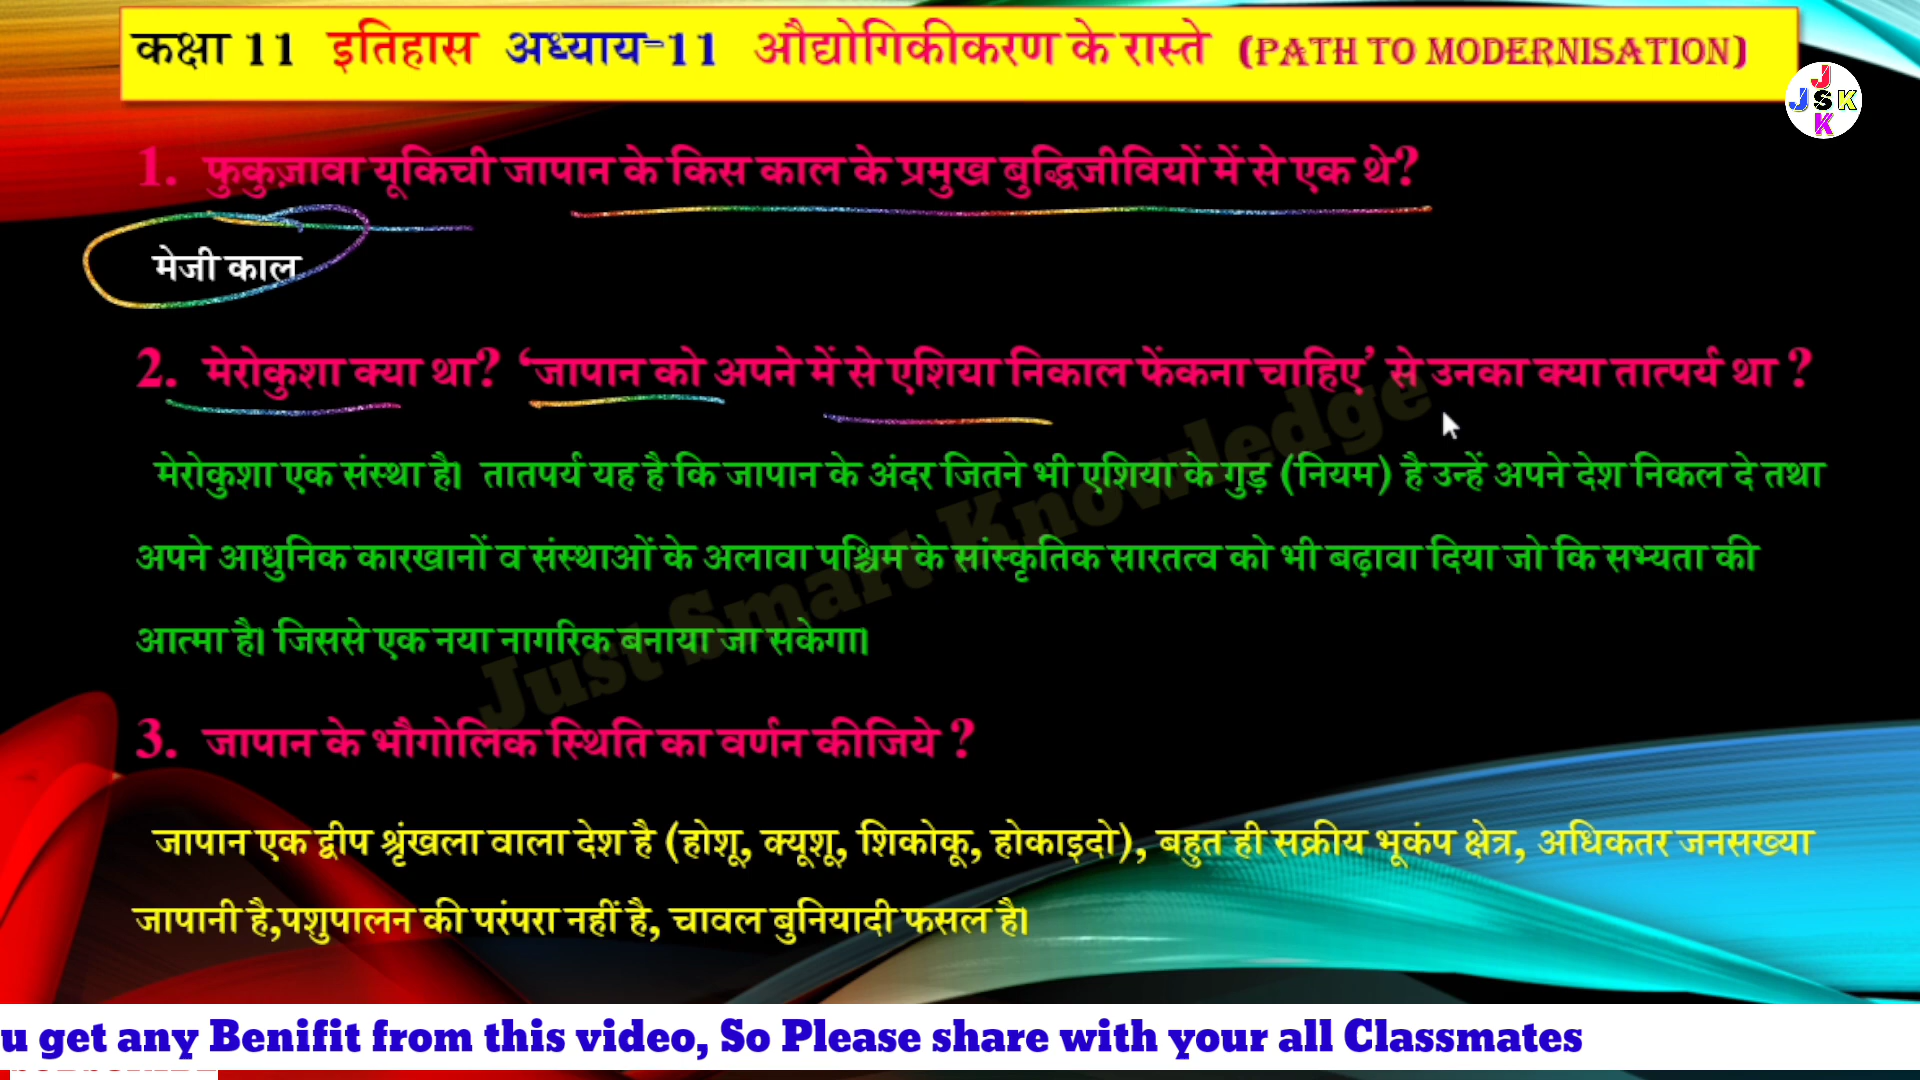 कक्षा 11 इतिहास अध्याय-11 औद्योगिकीकरण के रास्ते (PATH TO MODERNISATION)
J
J S K
K
1. फुकुज़ावा यूकिची जापान के किस काल के प्रमुख बुद्धिजीवियों में से एक थे?
मेजी काल
2. मेरोकुशा क्या था? ‘जापान को अपने में से एशिया निकाल फेंकना चाहिए’ से उनका क्या तात्पर्य था ?
मेरोकुशा एक संस्था है। तातपर्य यह है कि जापान के अंदर जितने भी एशिया के गुड़ (नियम) है उन्हें अपने देश निकल दे तथा
अपने आधुनिक कारखानों व संस्थाओं के अलावा पश्चिम के सांस्कृतिक सारतत्व को भी बढ़ावा दिया जो कि सभ्यता की
आत्मा है। जिससे एक नया नागरिक बनाया जा सकेगा।
Just Smart Knowledge
3. जापान के भौगोलिक स्थिति का वर्णन कीजिये ?
जापान एक द्वीप श्रृंखला वाला देश है (होशू, क्यूशू, शिकोकू, होकाइदो), बहुत ही सक्रीय भूकंप क्षेत्र, अधिकतर जनसख्या
जापानी है,पशुपालन की परंपरा नहीं है, चावल बुनियादी फसल है।
u get any Benifit from this video, So Please share with your all Classmates